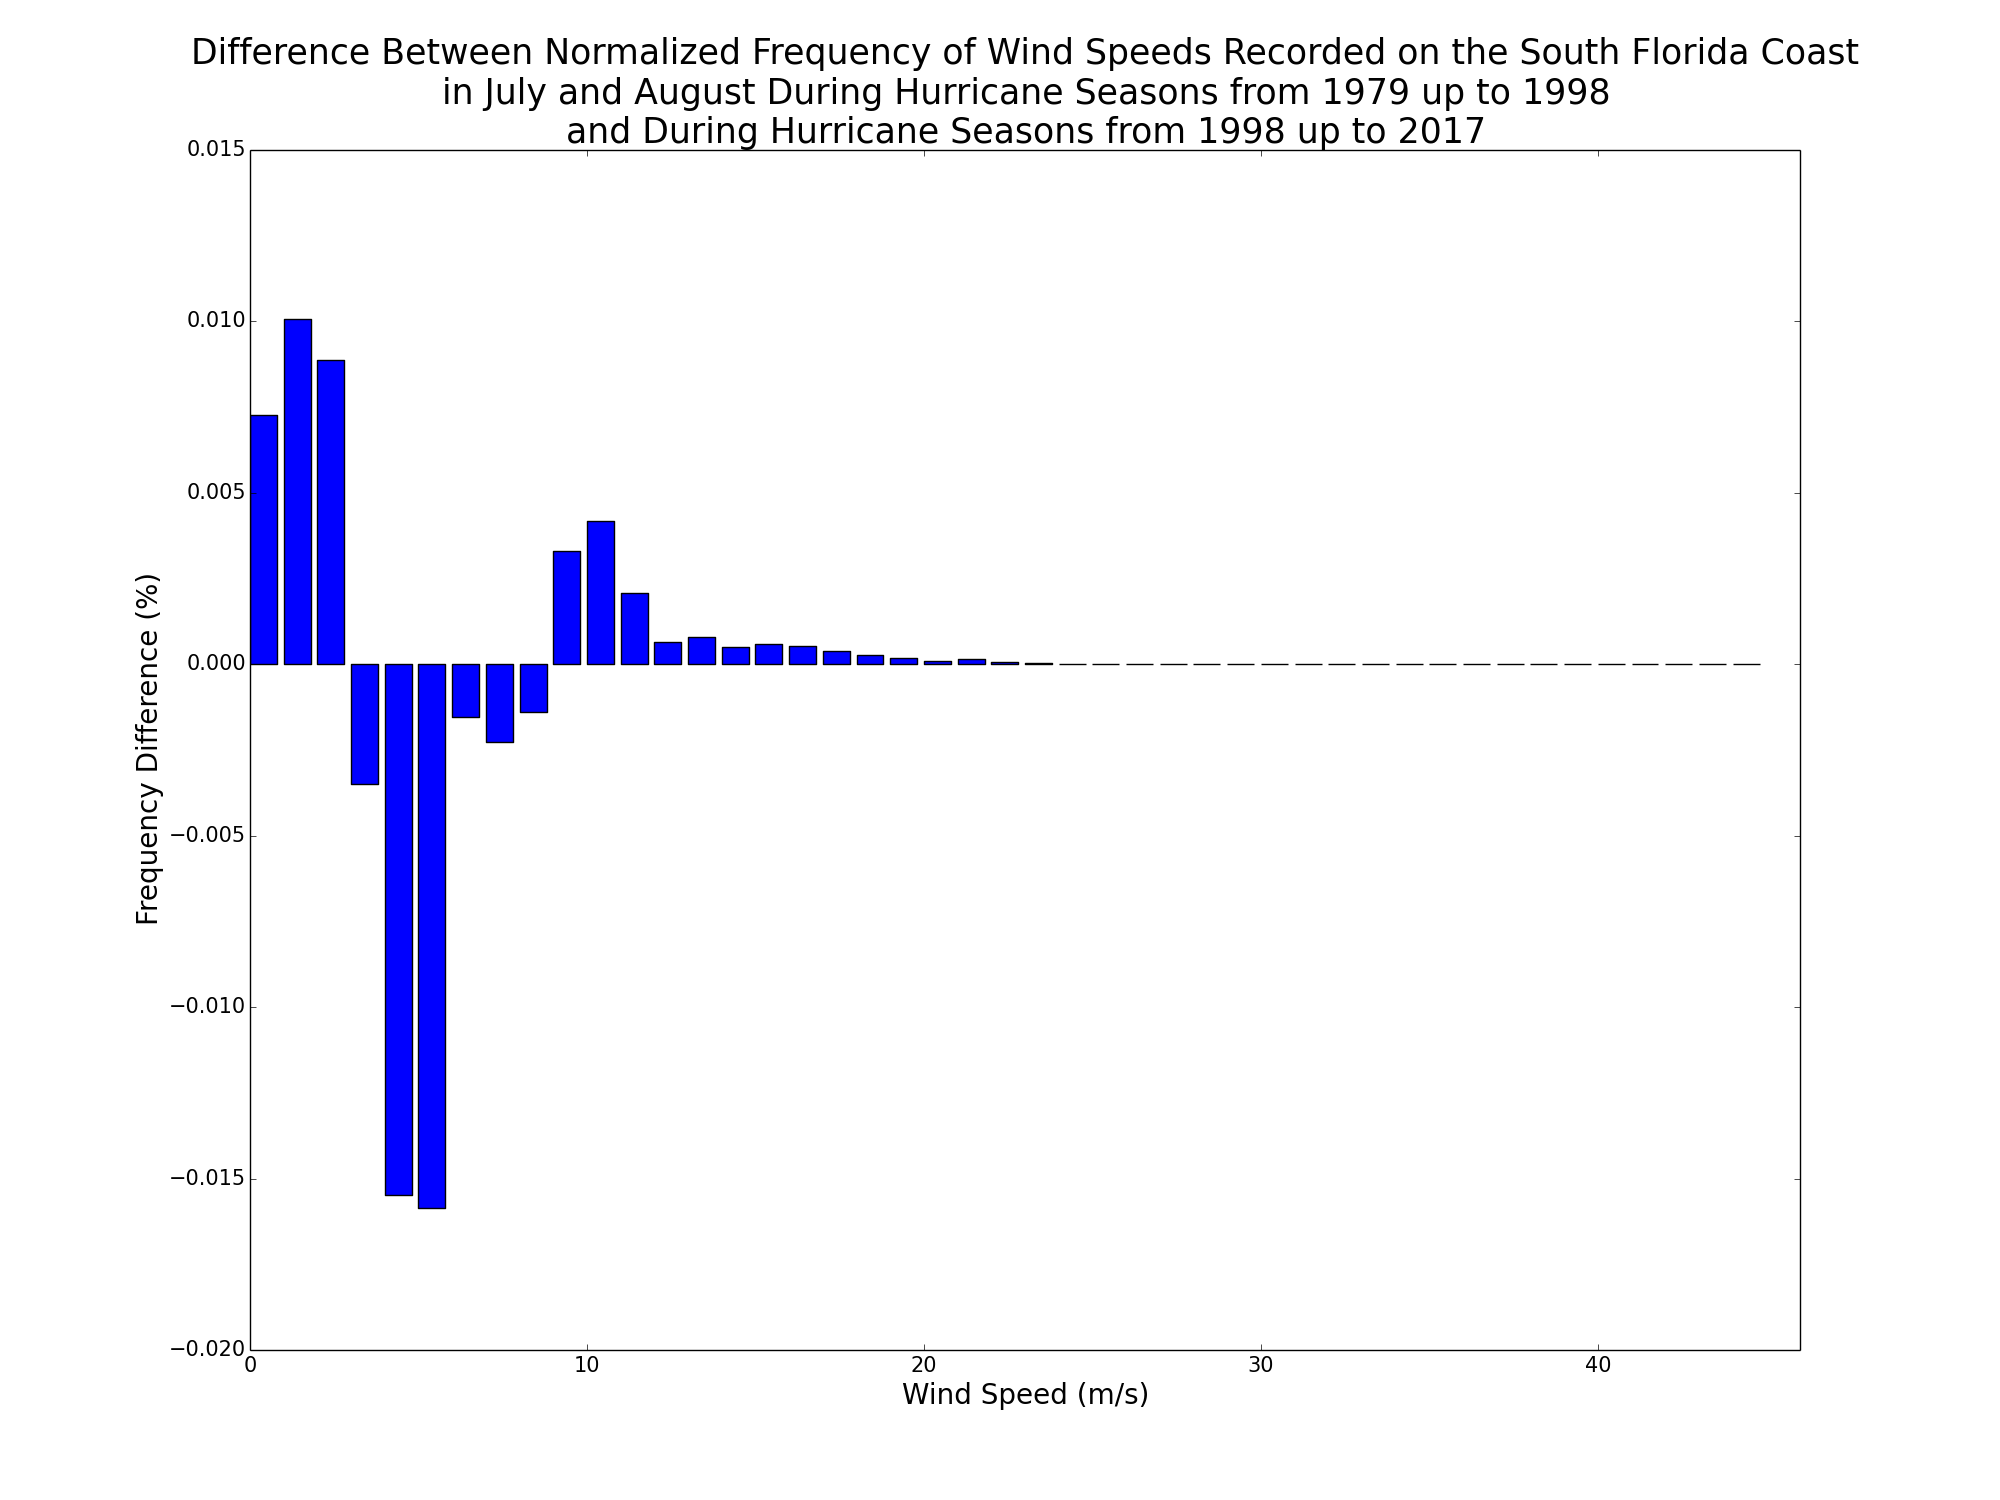 Difference Between Normalized Frequency of Wind Speeds Recorded on the South Florida Coast
in July and August During Hurricane Seasons from 1979 up to 1998
and During Hurricane Seasons from 1998 up to 2017
0.015
0.010
0.005
0.000
−0.005
−0.010
−0.015
−0.020
Frequency Difference (%)
0 10 20 30 40
Wind Speed (m/s)